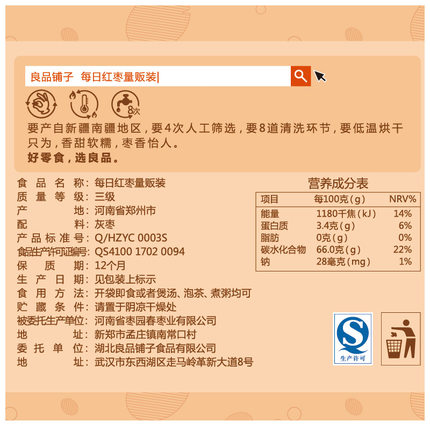 良品铺子 每日红枣量贩装
8次
要产自新疆南疆地区,要4次人工筛选,要8道清洗环节,要低温烘干
只为,香甜软糯,枣香怡人。
好零食,选良品。
食品名称:每日红枣量贩装
质量等级:三级
产地:河南省郑州市
配料:灰枣
产品标准号:Q/HZYC 0003S
食品生产许可证编号:QS4100 1702 0094
保质期:12个月
生产日期:见包装上标示
食用方法:开袋即食或者煲汤、泡茶、煮粥均可
贮藏条件:请置于阴凉干燥处
被委托生产单位:河南省枣园春枣业有限公司
地址:新郑市孟庄镇南常口村
委托单位:湖北良品铺子食品有限公司
地址:武汉市东西湖区走马岭革新大道8号
营养成分表
项目 每100克(g) NRV%
能量 1180千焦(kJ) 14%
蛋白质 3.4克(g) 6%
脂肪 0克(g) 0%
碳水化合物 66.0克(g) 22%
钠 28毫克(mg) 1%
QS
生产许可